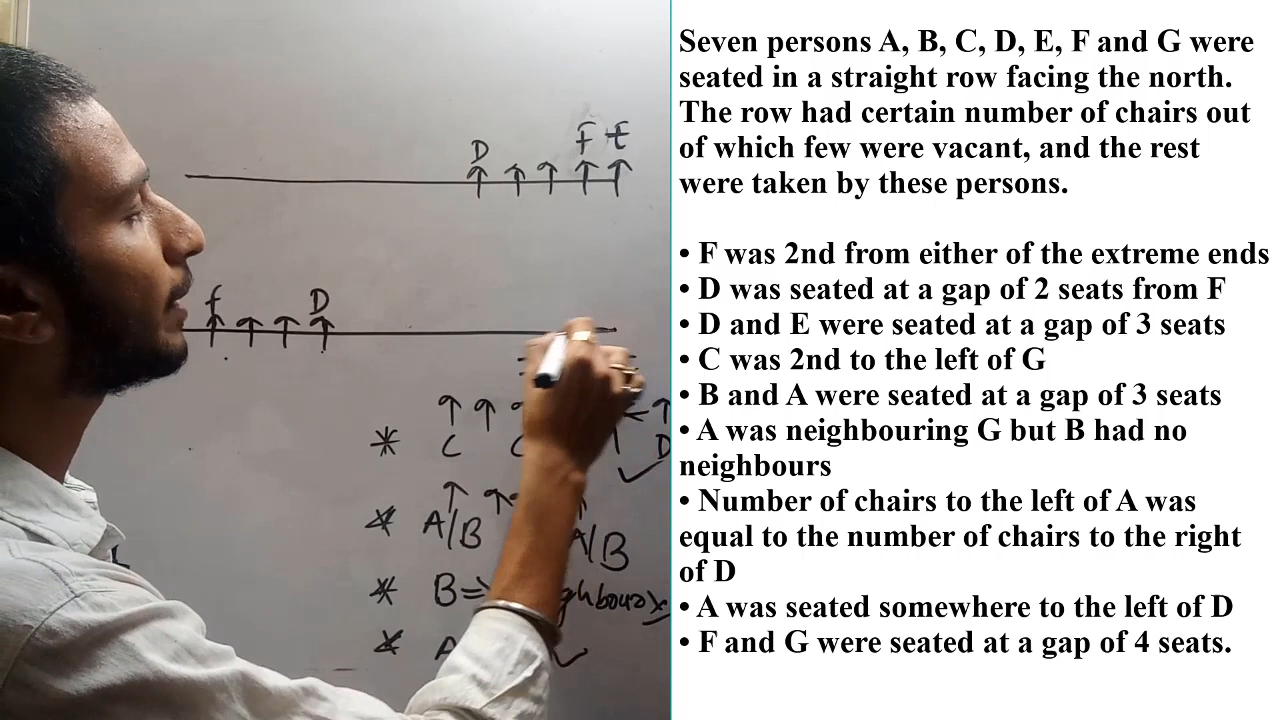 Seven persons A, B, C, D, E, F and G were
seated in a straight row facing the north.
The row had certain number of chairs out
of which few were vacant, and the rest
were taken by these persons.
• F was 2nd from either of the extreme ends
• D was seated at a gap of 2 seats from F
• D and E were seated at a gap of 3 seats
• C was 2nd to the left of G
• B and A were seated at a gap of 3 seats
• A was neighbouring G but B had no
neighbours
• Number of chairs to the left of A was
equal to the number of chairs to the right
of D
• A was seated somewhere to the left of D
• F and G were seated at a gap of 4 seats.
D F E
f D
C
D
A/B A/B
B=>
A